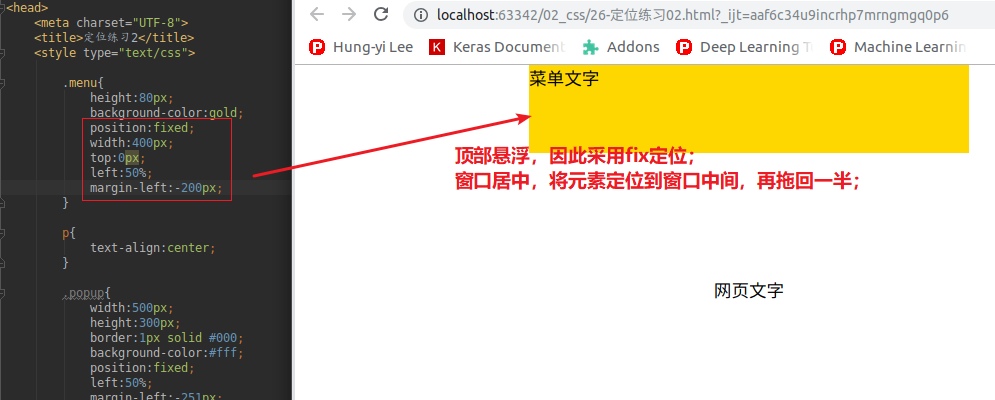 <head>
<meta charset="UTF-8">
<title>定位练习2</title>
<style type="text/css">
.menu{
height:80px;
background-color:gold;
position:fixed;
width:400px;
top:0px;
left:50%;
margin-left:-200px;
}
p{
text-align:center;
}
.popup{
width:500px;
height:300px;
border:1px solid #000;
background-color:#fff;
position:fixed;
left:50%;
margin-left:-251px;
localhost:63342/02_css/26-定位练习02.html?_ijt=aaf6c34u9incrhp7mrngmgq0p6
Hung-yi Lee Keras Document Addons Deep Learning T Machine Learnin
菜单文字
顶部悬浮，因此采用fix定位；
窗口居中，将元素定位到窗口中间，再拖回一半；
网页文字